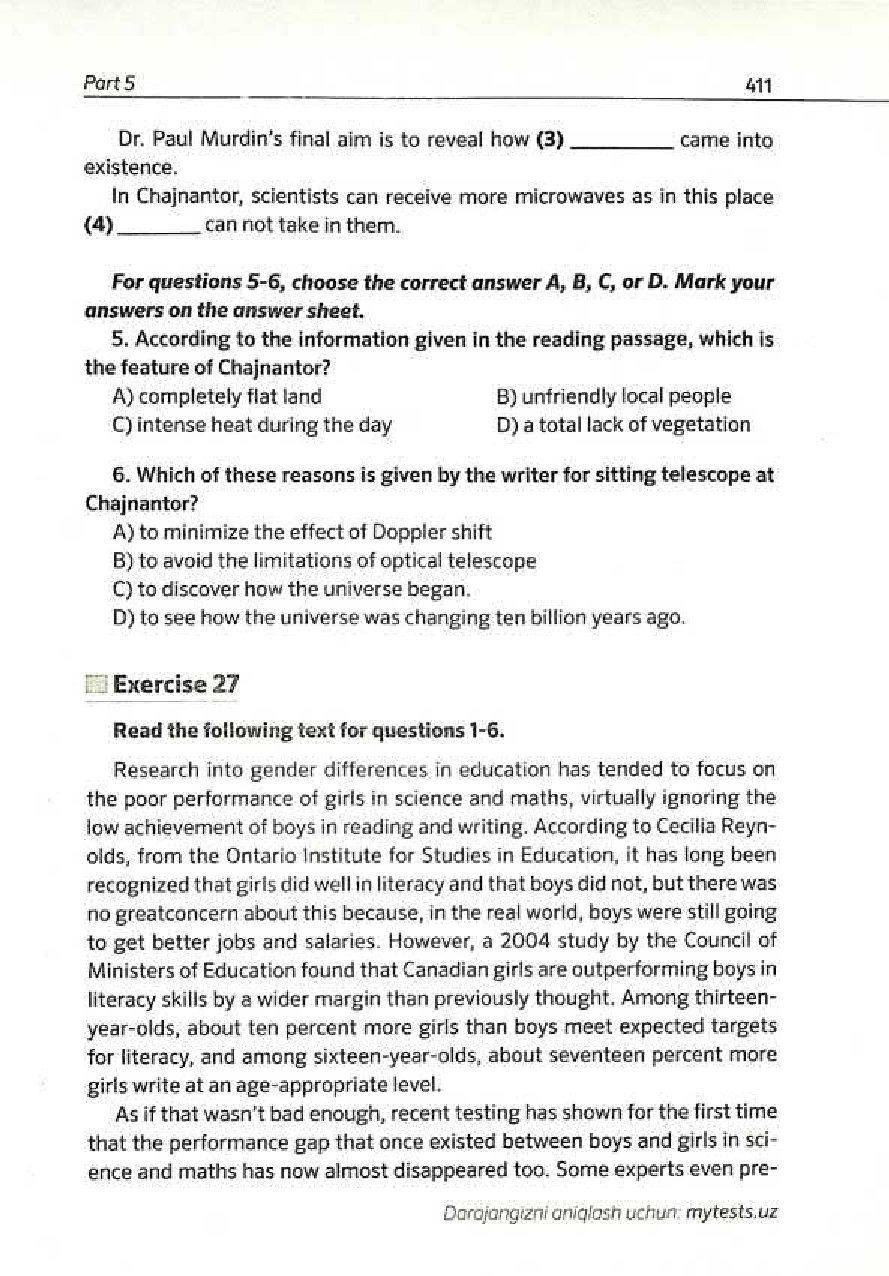 Part 5 411
Dr. Paul Murdin's final aim is to reveal how (3) __________ came into
existence.
In Chajnantor, scientists can receive more microwaves as in this place
(4) ________ can not take in them.
For questions 5-6, choose the correct answer A, B, C, or D. Mark your
answers on the answer sheet.
5. According to the information given in the reading passage, which is
the feature of Chajnantor?
A) completely flat land B) unfriendly local people
C) intense heat during the day D) a total lack of vegetation
6. Which of these reasons is given by the writer for sitting telescope at
Chajnantor?
A) to minimize the effect of Doppler shift
B) to avoid the limitations of optical telescope
C) to discover how the universe began.
D) to see how the universe was changing ten billion years ago.
Exercise 27
Read the following text for questions 1-6.
Research into gender differences in education has tended to focus on
the poor performance of girls in science and maths, virtually ignoring the
low achievement of boys in reading and writing. According to Cecilia Reyn-
olds, from the Ontario Institute for Studies in Education, it has long been
recognized that girls did well in literacy and that boys did not, but there was
no greatconcern about this because, in the real world, boys were still going
to get better jobs and salaries. However, a 2004 study by the Council of
Ministers of Education found that Canadian girls are outperforming boys in
literacy skills by a wider margin than previously thought. Among thirteen-
year-olds, about ten percent more girls than boys meet expected targets
for literacy, and among sixteen-year-olds, about seventeen percent more
girls write at an age-appropriate level.
As if that wasn't bad enough, recent testing has shown for the first time
that the performance gap that once existed between boys and girls in sci-
ence and maths has now almost disappeared too. Some experts even pre-
Darajangizni aniqlash uchun: mytests.uz